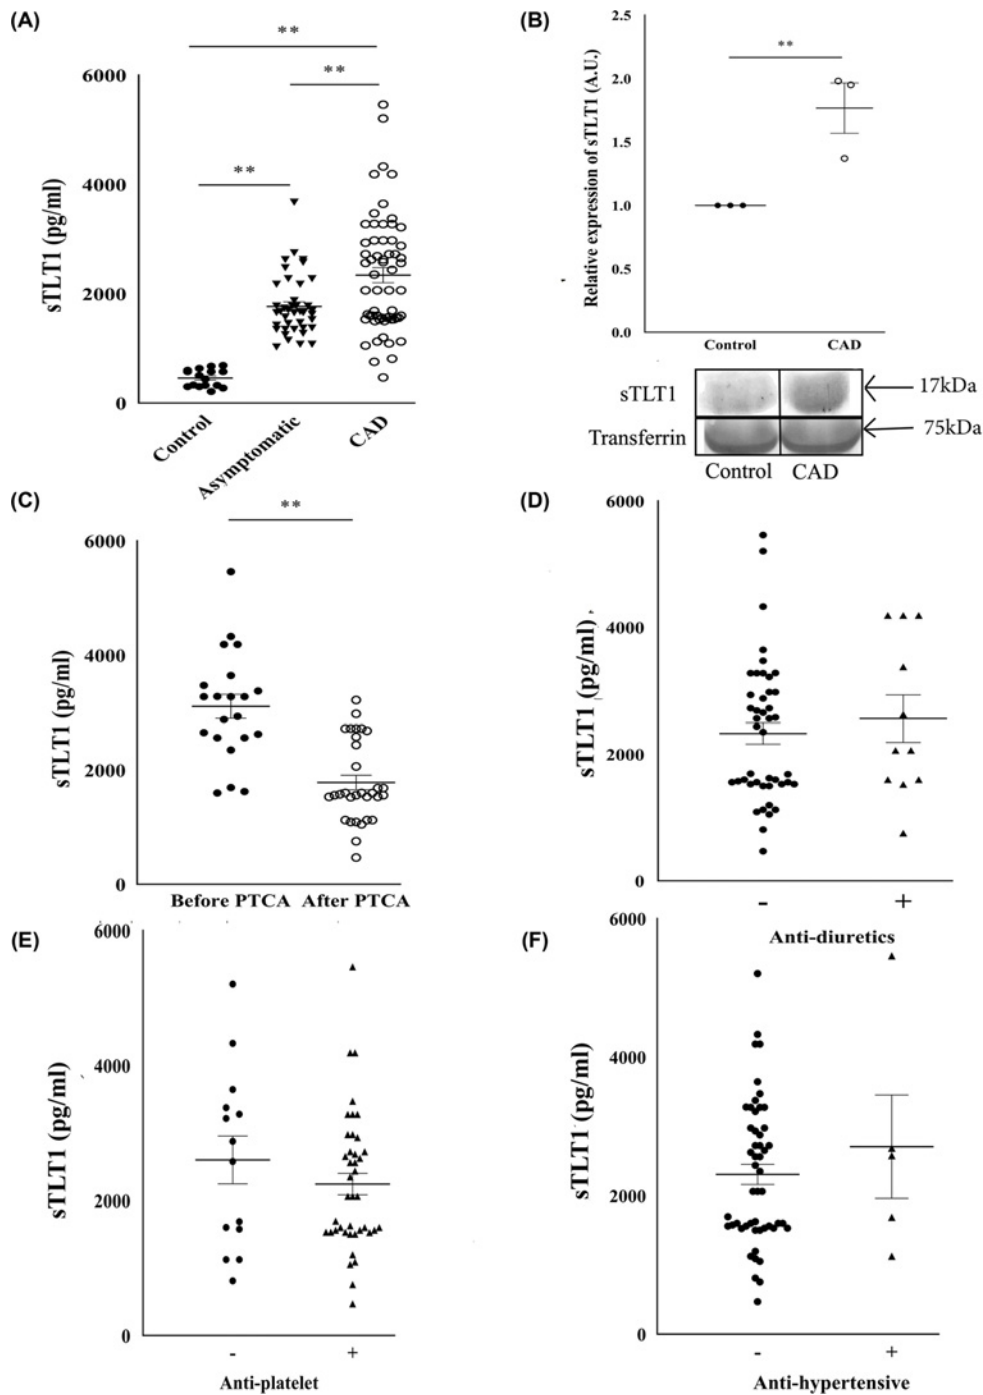 (A)
**
**
**
sTLT1 (pg/ml)
6000
4000
2000
0
Control
Asymptomatic
CAD
(B)
**
Relative expression of sTLT1 (A.U.)
2.5
2.0
1.5
1.0
0.5
0.0
Control
CAD
sTLT1
17kDa
Transferrin
75kDa
Control CAD
(C)
**
sTLT1 (pg/ml)
6000
4000
2000
0
Before PTCA After PTCA
(D)
sTLT1 (pg/ml)
6000
4000
2000
0
- +
Anti-diuretics
(E)
sTLT1 (pg/ml)
6000
4000
2000
0
- +
Anti-platelet
(F)
sTLT1 (pg/ml)
6000
4000
2000
0
- +
Anti-hypertensive